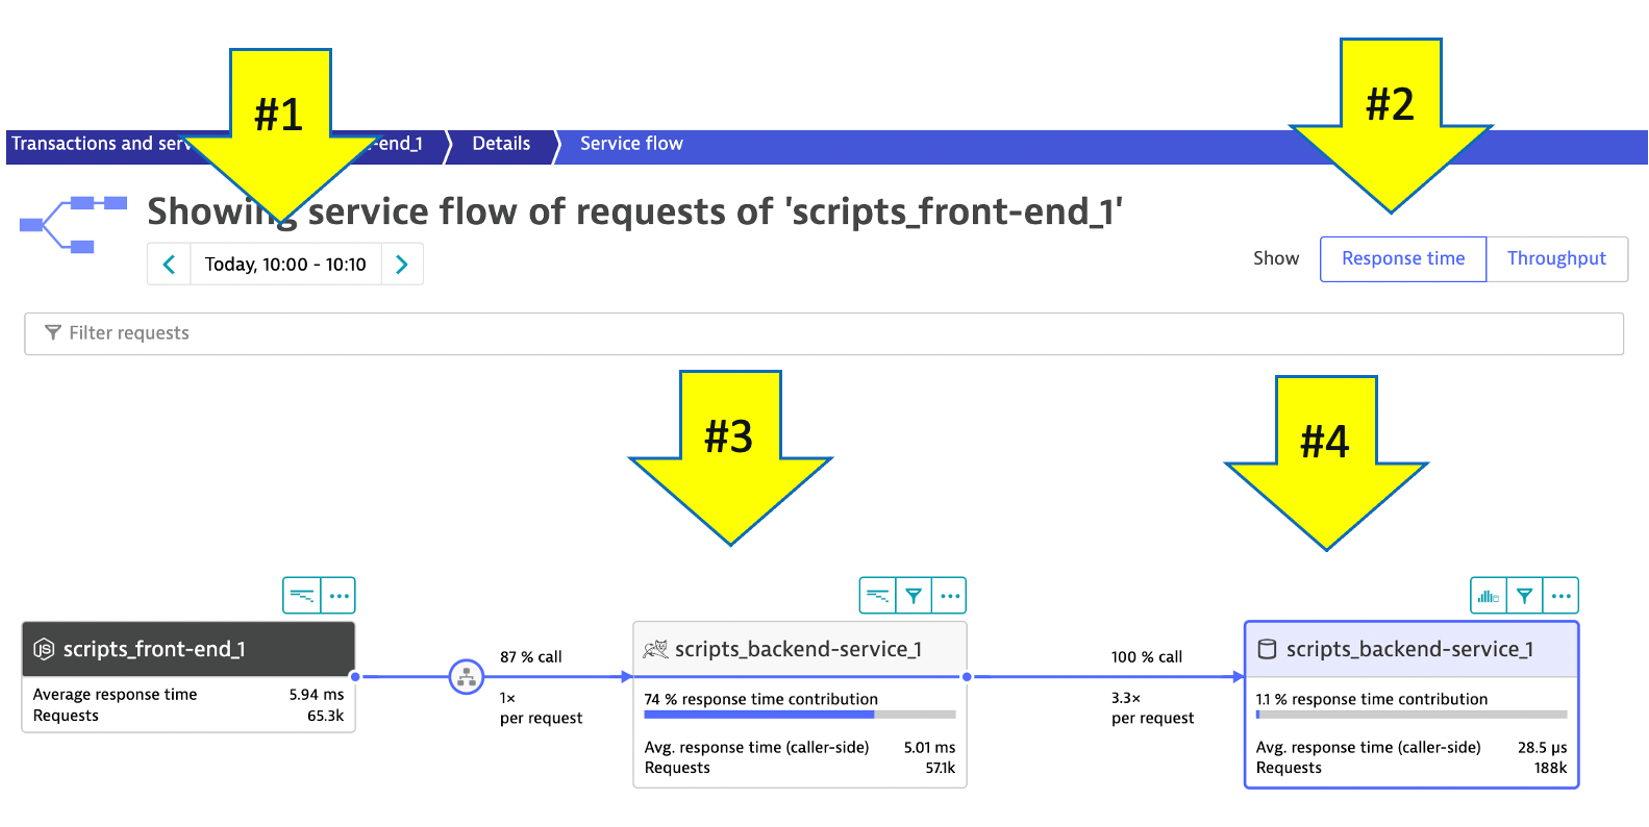 #1
#2
Transactions and serv
-end_1
Details
Service flow
Showing service flow of requests of 'scripts_front-end_1'
Today, 10:00 - 10:10
Show
Response time
Throughput
Filter requests
#3
#4
JS
scripts_front-end_1
Average response time 5.94 ms
Requests 65.3k
87 % call
1×
per request
scripts_backend-service_1
74 % response time contribution
Avg. response time (caller-side) 5.01 ms
Requests 57.1k
100 % call
3.3×
per request
scripts_backend-service_1
1.1 % response time contribution
Avg. response time (caller-side) 28.5 µs
Requests 188k